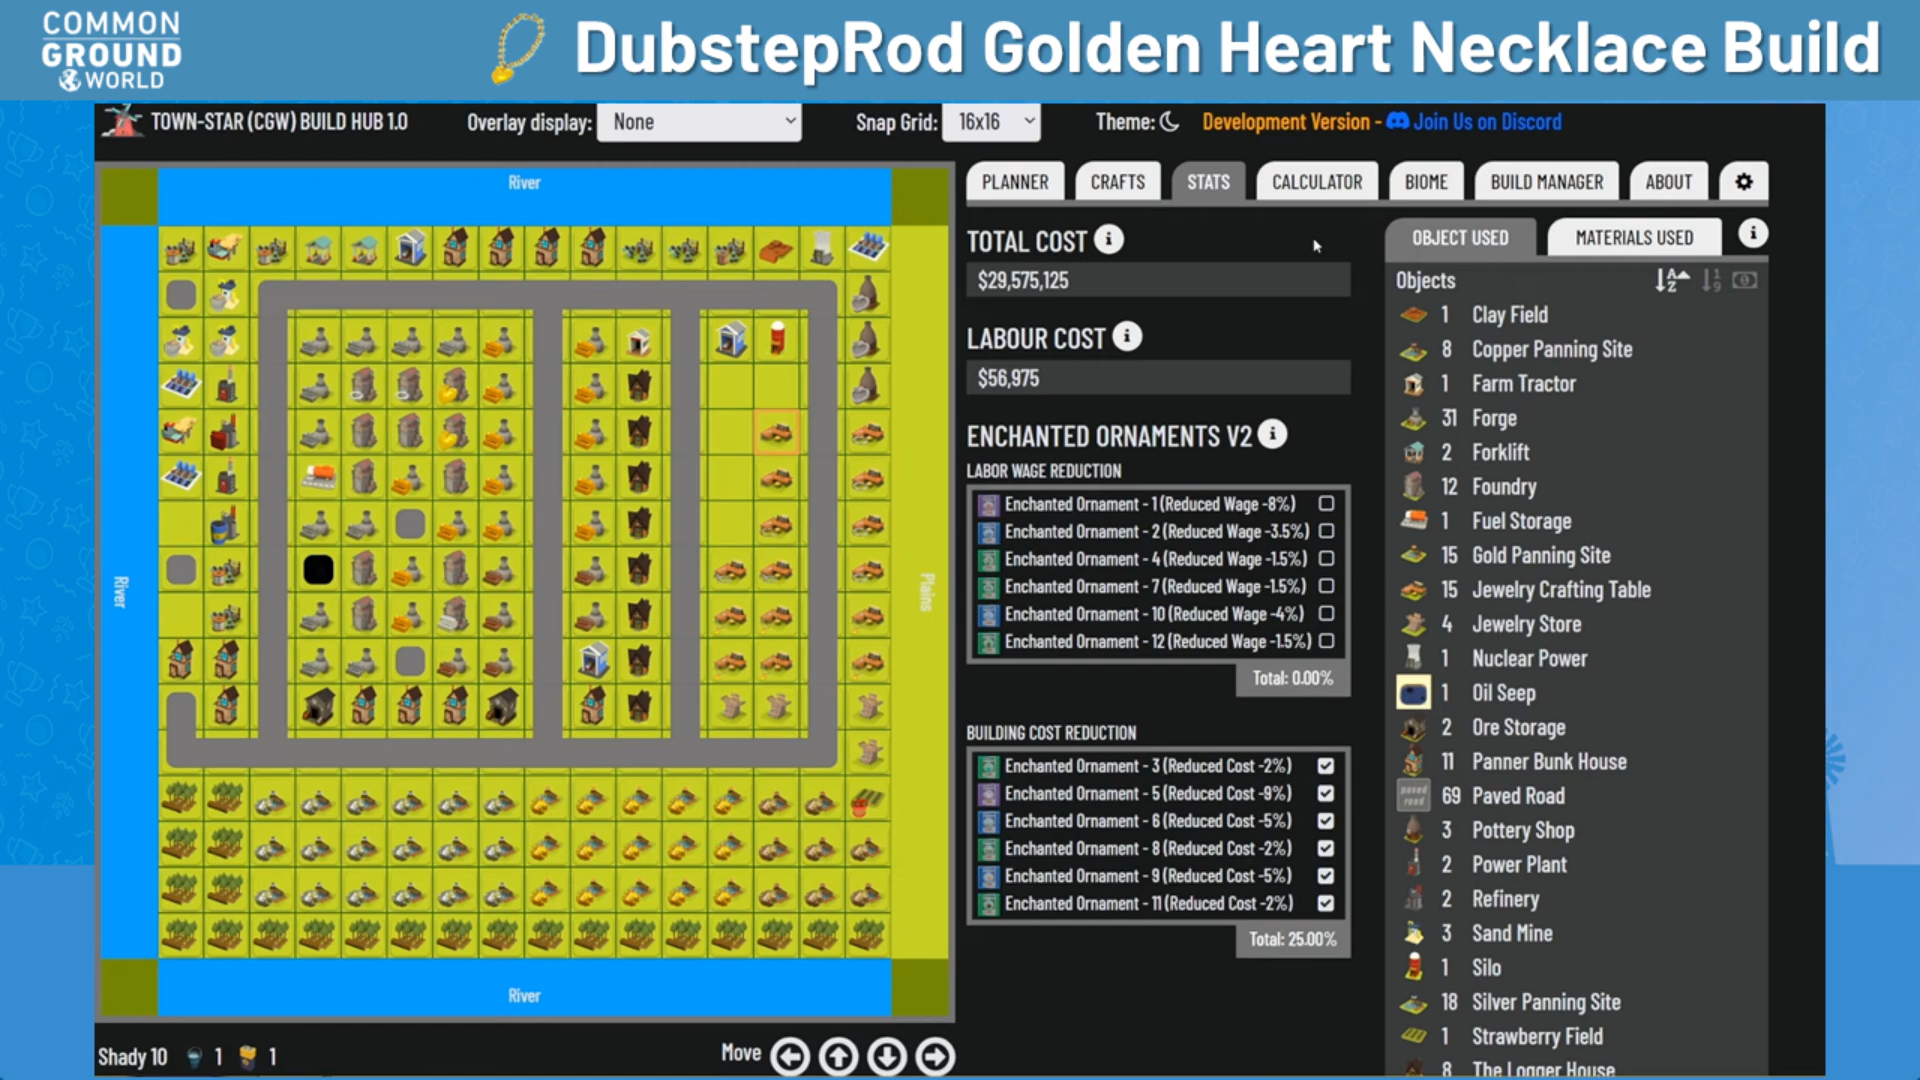 COMMON
GROUND
WORLD
DubstepRod Golden Heart Necklace Build
TOWN-STAR (CGW) BUILD HUB 1.0
Overlay display:
None
Snap Grid:
16x16
Theme:
Development Version -
Join Us on Discord
River
River
Plains
River
Shady 10
1
1
Move
PLANNER
CRAFTS
STATS
CALCULATOR
BIOME
BUILD MANAGER
ABOUT
TOTAL COST
$29,575,125
LABOUR COST
$56,975
ENCHANTED ORNAMENTS V2
LABOR WAGE REDUCTION
Enchanted Ornament - 1 (Reduced Wage -8%)
Enchanted Ornament - 2 (Reduced Wage -3.5%)
Enchanted Ornament - 4 (Reduced Wage -1.5%)
Enchanted Ornament - 7 (Reduced Wage -1.5%)
Enchanted Ornament - 10 (Reduced Wage -4%)
Enchanted Ornament - 12 (Reduced Wage -1.5%)
Total: 0.00%
BUILDING COST REDUCTION
Enchanted Ornament - 3 (Reduced Cost -2%)
Enchanted Ornament - 5 (Reduced Cost -9%)
Enchanted Ornament - 6 (Reduced Cost -5%)
Enchanted Ornament - 8 (Reduced Cost -2%)
Enchanted Ornament - 9 (Reduced Cost -5%)
Enchanted Ornament - 11 (Reduced Cost -2%)
Total: 25.00%
OBJECT USED
MATERIALS USED
Objects
1 Clay Field
8 Copper Panning Site
1 Farm Tractor
31 Forge
2 Forklift
12 Foundry
1 Fuel Storage
15 Gold Panning Site
15 Jewelry Crafting Table
4 Jewelry Store
1 Nuclear Power
1 Oil Seep
2 Ore Storage
11 Panner Bunk House
paved road 69 Paved Road
3 Pottery Shop
2 Power Plant
2 Refinery
3 Sand Mine
1 Silo
18 Silver Panning Site
1 Strawberry Field
8 The Logger House